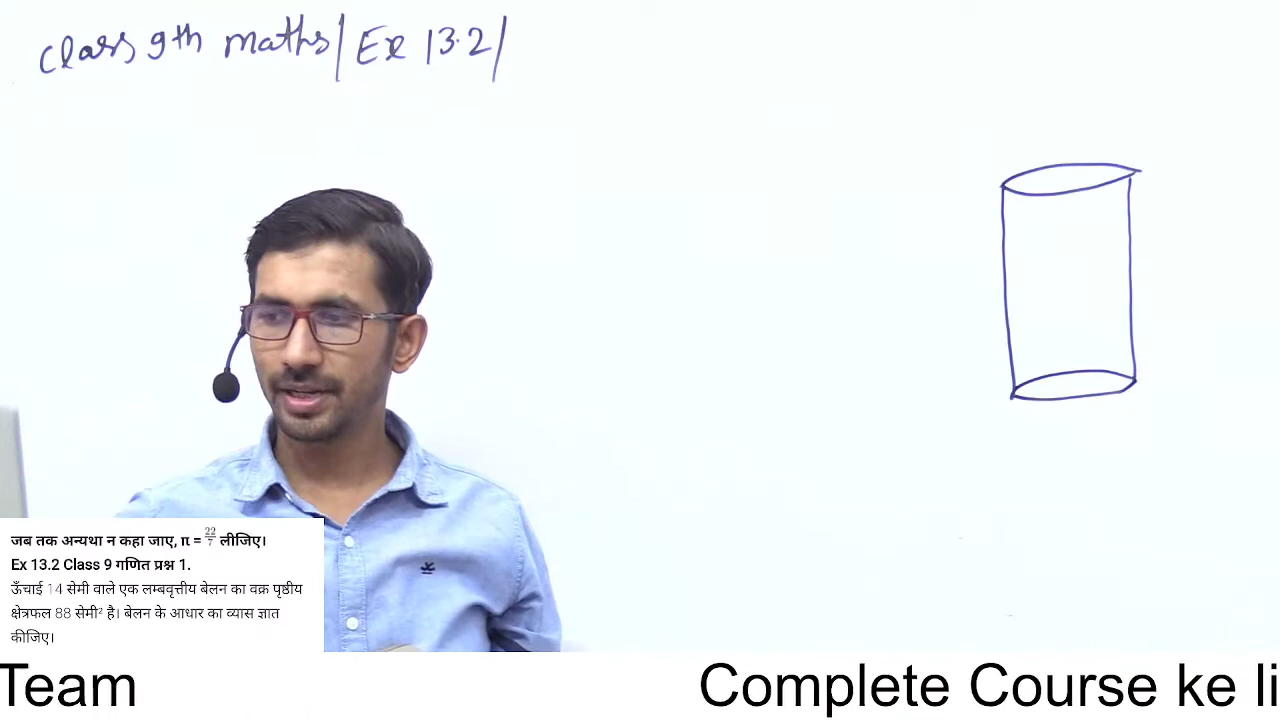 class 9th maths/ Ex 13.2/
जब तक अन्यथा न कहा जाए, π = 22/7 लीजिए।
Ex 13.2 Class 9 गणित प्रश्न 1.
ऊँचाई 14 सेमी वाले एक लम्बवृत्तीय बेलन का वक्र पृष्ठीय
क्षेत्रफल 88 सेमी² है। बेलन के आधार का व्यास ज्ञात
कीजिए।
Team Complete Course ke li